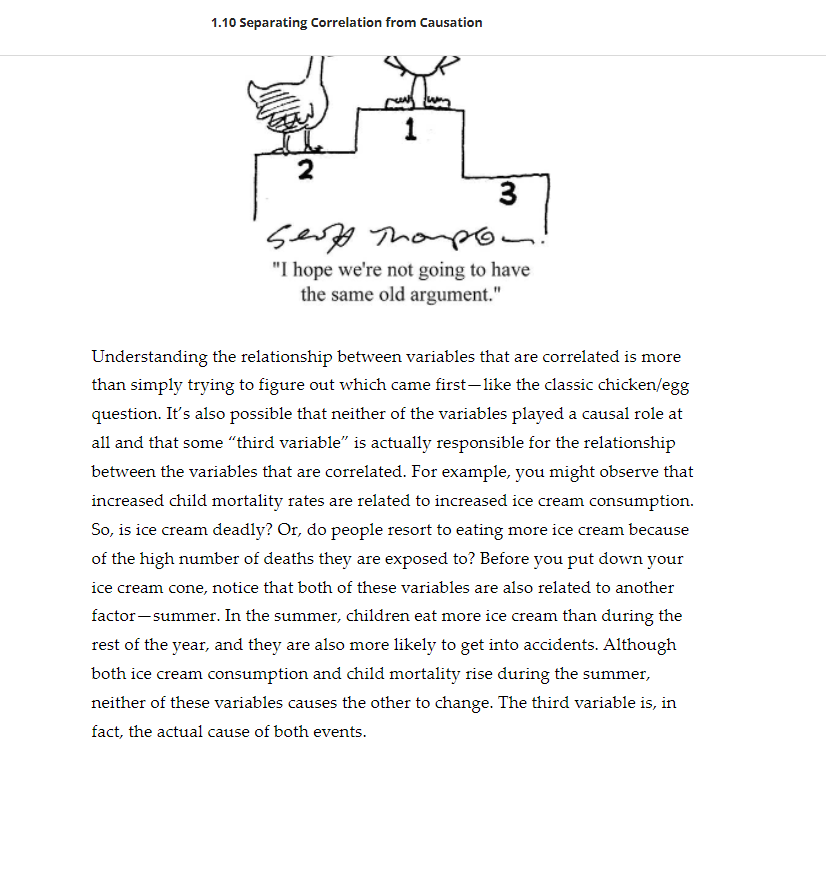 1.10 Separating Correlation from Causation
1
2
3
"I hope we're not going to have
the same old argument."
Understanding the relationship between variables that are correlated is more
than simply trying to figure out which came first—like the classic chicken/egg
question. It's also possible that neither of the variables played a causal role at
all and that some “third variable” is actually responsible for the relationship
between the variables that are correlated. For example, you might observe that
increased child mortality rates are related to increased ice cream consumption.
So, is ice cream deadly? Or, do people resort to eating more ice cream because
of the high number of deaths they are exposed to? Before you put down your
ice cream cone, notice that both of these variables are also related to another
factor—summer. In the summer, children eat more ice cream than during the
rest of the year, and they are also more likely to get into accidents. Although
both ice cream consumption and child mortality rise during the summer,
neither of these variables causes the other to change. The third variable is, in
fact, the actual cause of both events.